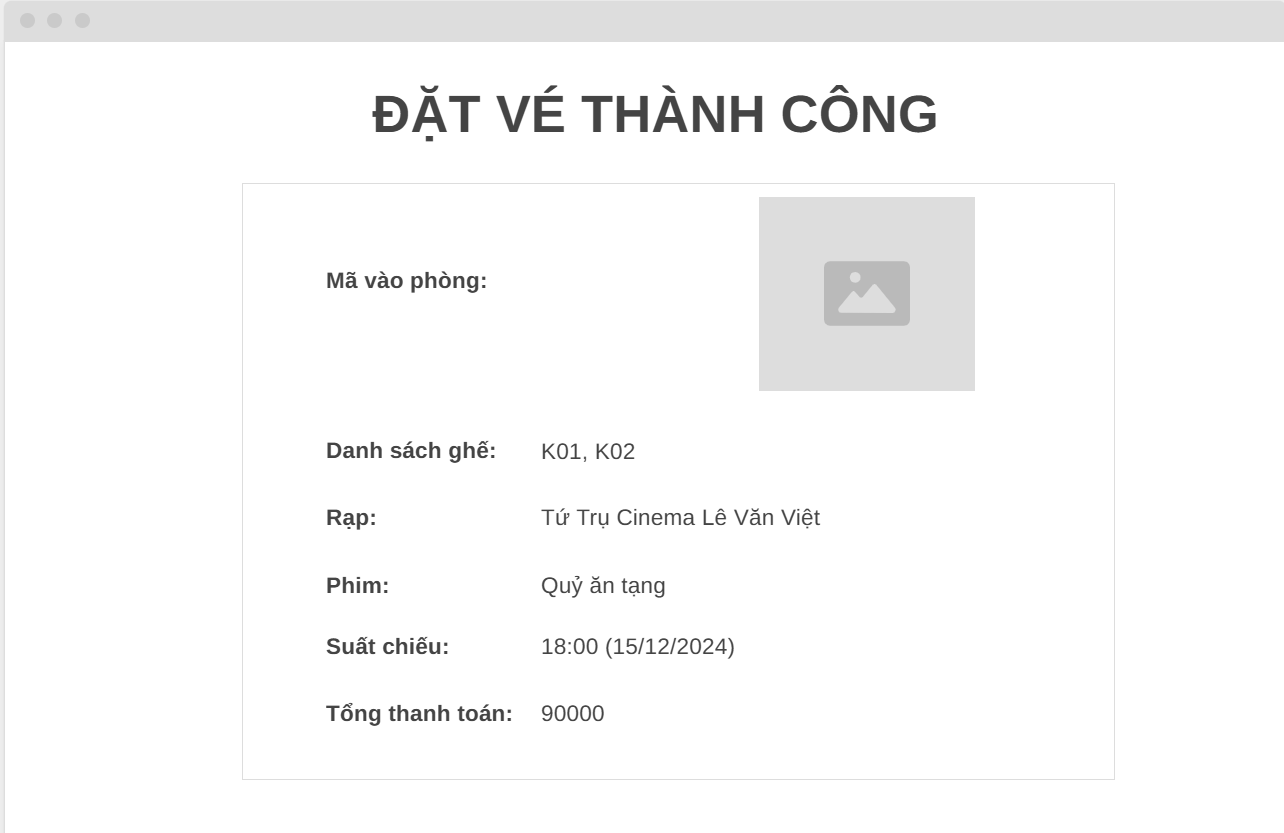 ĐẶT VÉ THÀNH CÔNG
Mã vào phòng:
Danh sách ghế: K01, K02
Rạp: Tứ Trụ Cinema Lê Văn Việt
Phim: Quỷ ăn tạng
Suất chiếu: 18:00 (15/12/2024)
Tổng thanh toán: 90000